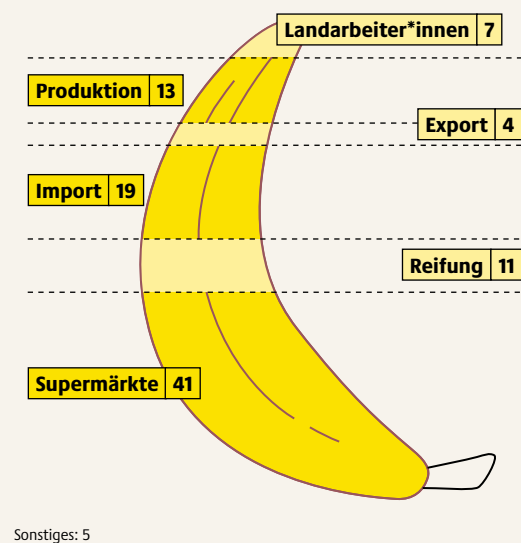 Landarbeiter*innen 7
Produktion 13
Export 4
Import 19
Reifung 11
Supermärkte 41
Sonstiges: 5